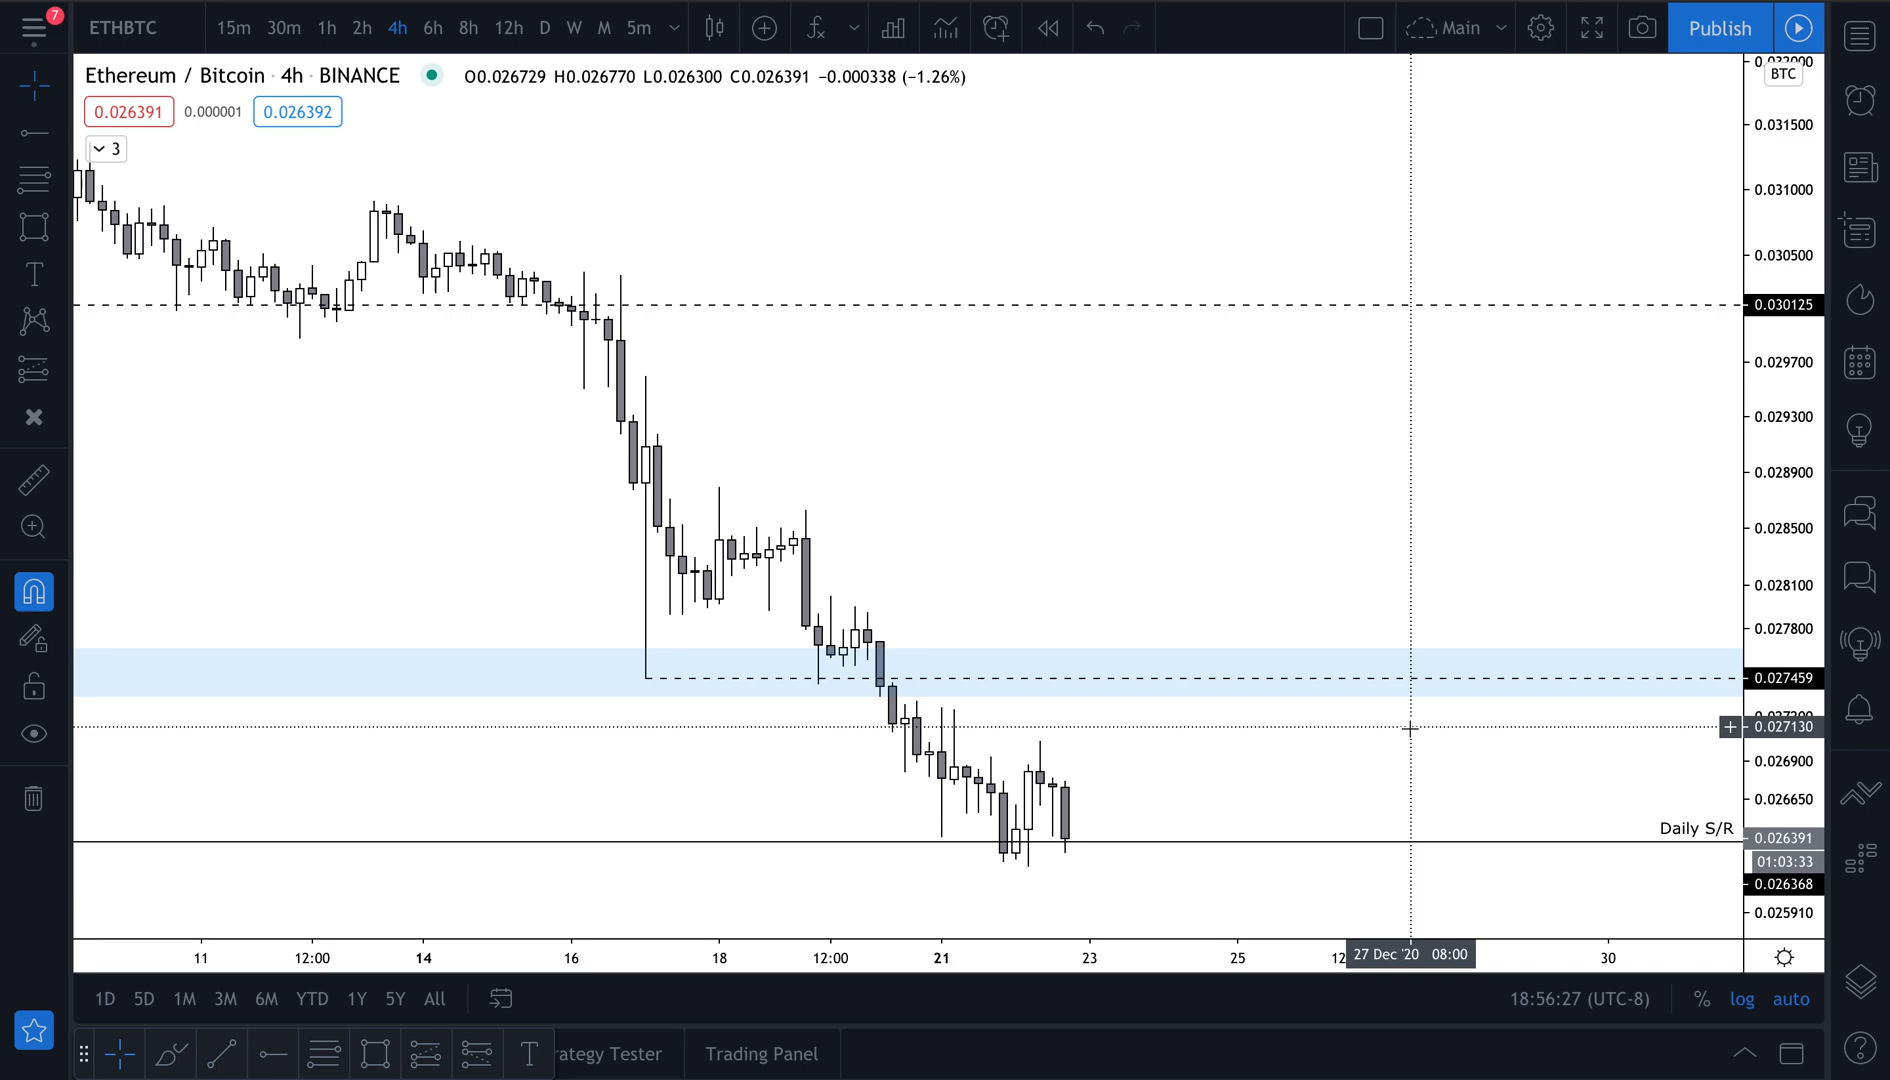 7
ETHBTC 15m 30m 1h 2h 4h 6h 8h 12h D W M 5m Main Publish
Ethereum / Bitcoin · 4h · BINANCE O0.026729 H0.026770 L0.026300 C0.026391 −0.000338 (−1.26%)
0.026391 0.000001 0.026392
3
BTC
0.031500
0.031000
0.030500
0.030125
0.029700
0.029300
0.028900
0.028500
0.028100
0.027800
0.027459
0.027130
0.026900
0.026650
Daily S/R
0.026391
01:03:33
0.026368
0.025910
11 12:00 14 16 18 12:00 21 23 25 12 27 Dec '20 08:00 30
1D 5D 1M 3M 6M YTD 1Y 5Y All 18:56:27 (UTC-8) % log auto
T rategy Tester Trading Panel